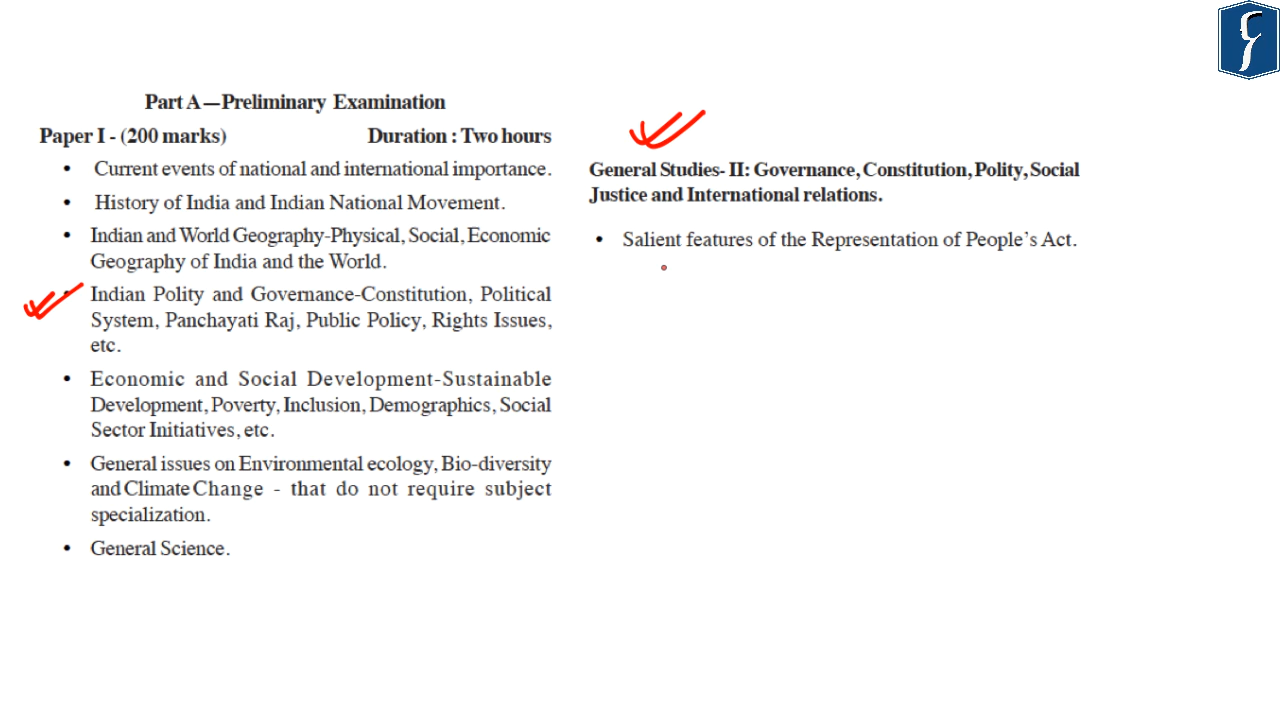 Part A—Preliminary Examination
Paper I - (200 marks) Duration : Two hours
• Current events of national and international importance.
• History of India and Indian National Movement.
• Indian and World Geography-Physical, Social, Economic
Geography of India and the World.
• Indian Polity and Governance-Constitution, Political
System, Panchayati Raj, Public Policy, Rights Issues,
etc.
• Economic and Social Development-Sustainable
Development, Poverty, Inclusion, Demographics, Social
Sector Initiatives, etc.
• General issues on Environmental ecology, Bio-diversity
and Climate Change - that do not require subject
specialization.
• General Science.
General Studies- II: Governance, Constitution, Polity, Social
Justice and International relations.
• Salient features of the Representation of People’s Act.